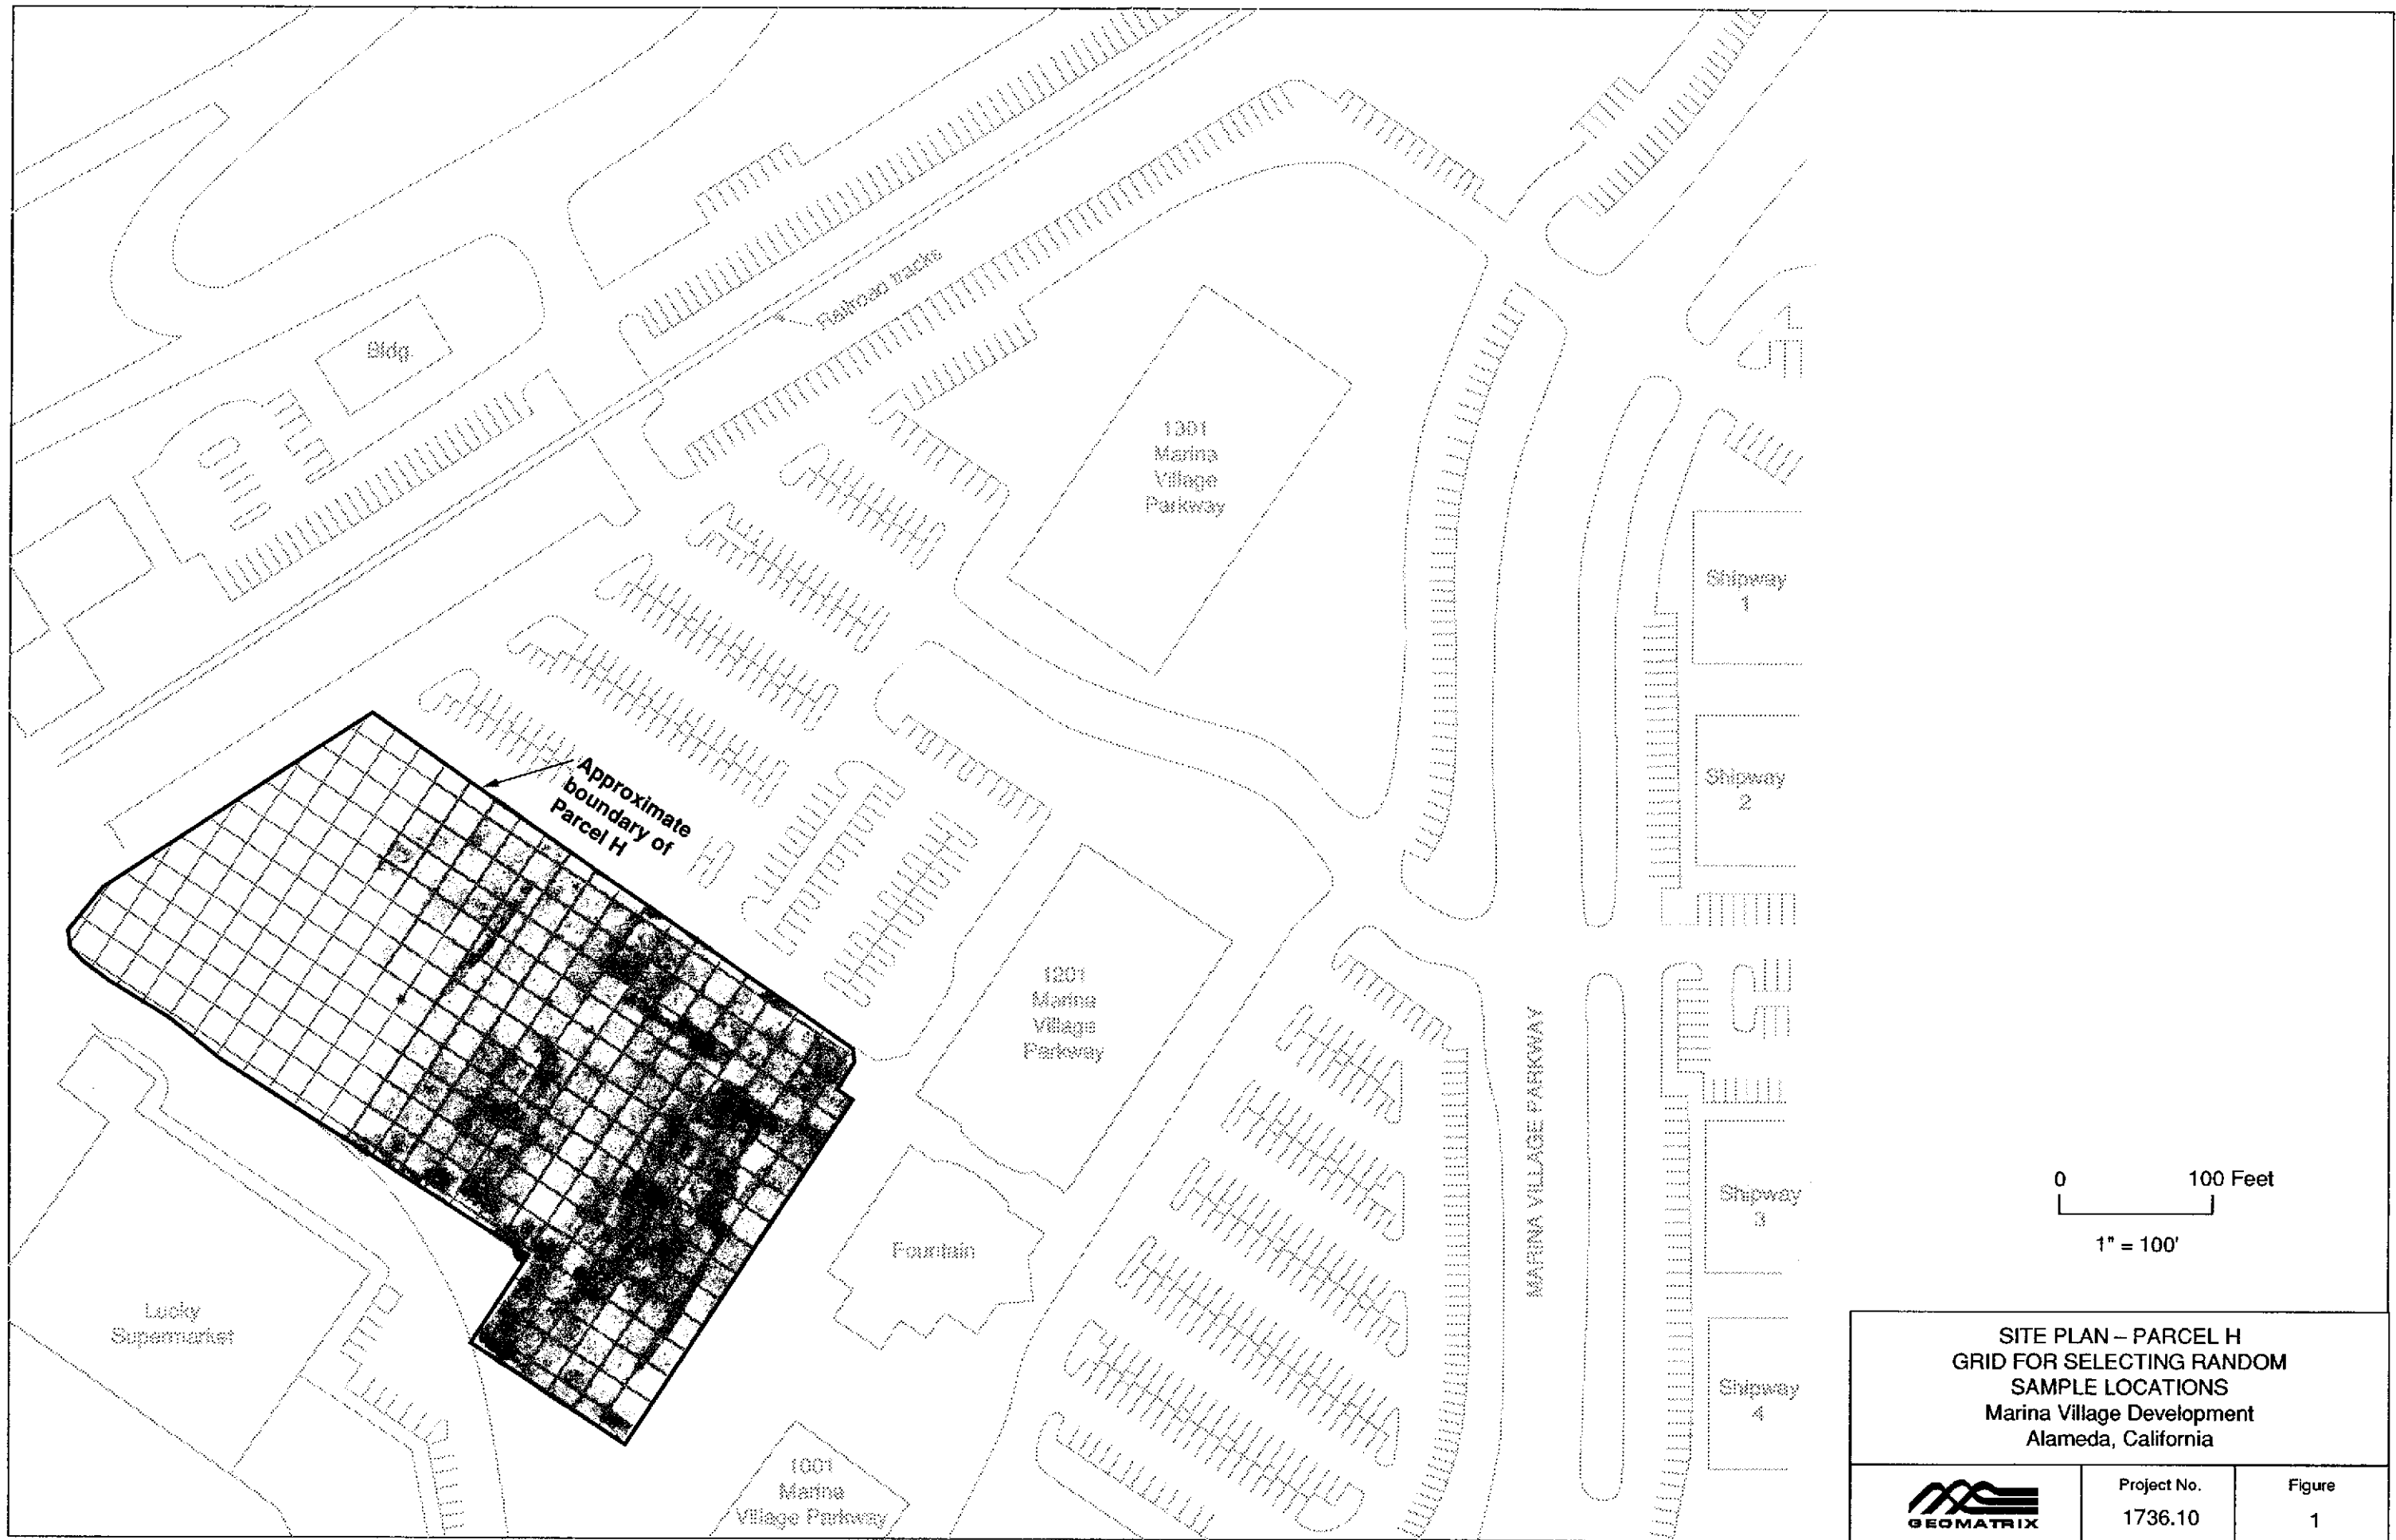 Bldg.
Railroad tracks
1301
Marina
Village
Parkway
Shipway
1
Shipway
2
Approximate
boundary of
Parcel H
1201
Marina
Village
Parkway
MARINA VILLAGE PARKWAY
Shipway
3
Fountain
Lucky
Supermarket
Shipway
4
1001
Marina
Village Parkway
0 100 Feet
1" = 100'
SITE PLAN – PARCEL H
GRID FOR SELECTING RANDOM
SAMPLE LOCATIONS
Marina Village Development
Alameda, California
GEOMATRIX
Project No.
1736.10
Figure
1